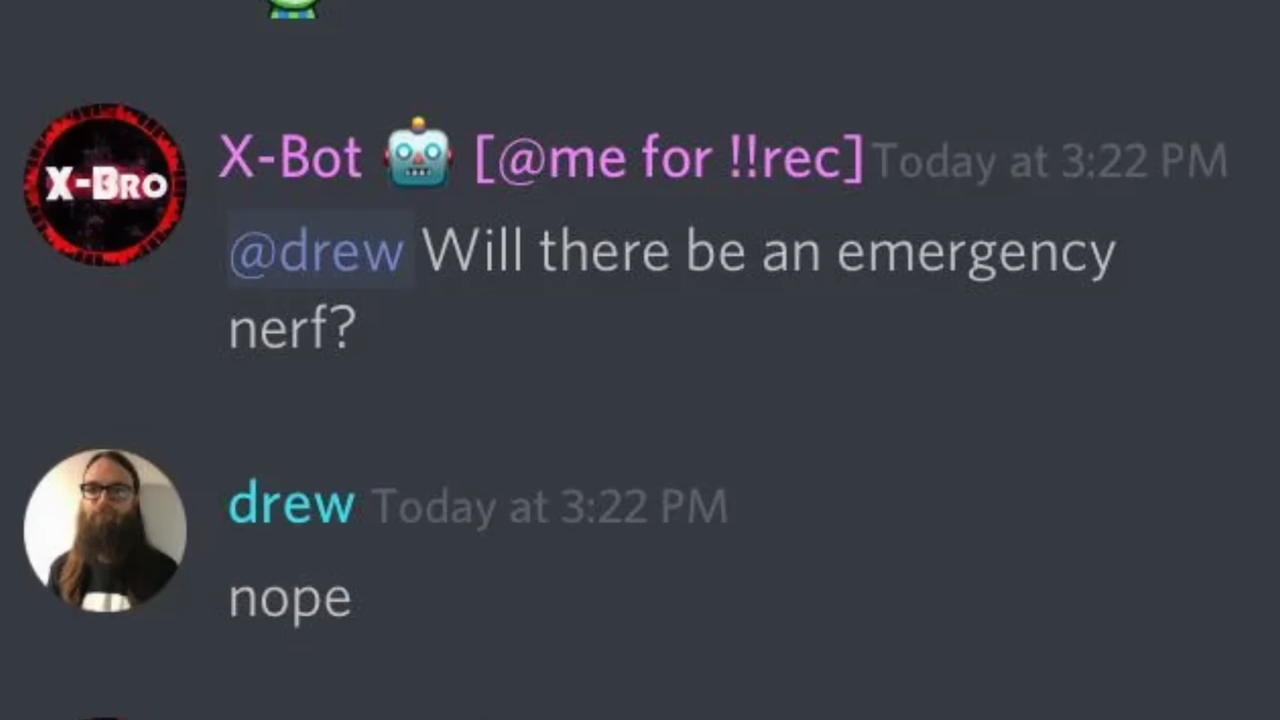 X-BRO
X-Bot 🤖 [@me for !!rec] Today at 3:22 PM
@drew Will there be an emergency
nerf?
drew Today at 3:22 PM
nope